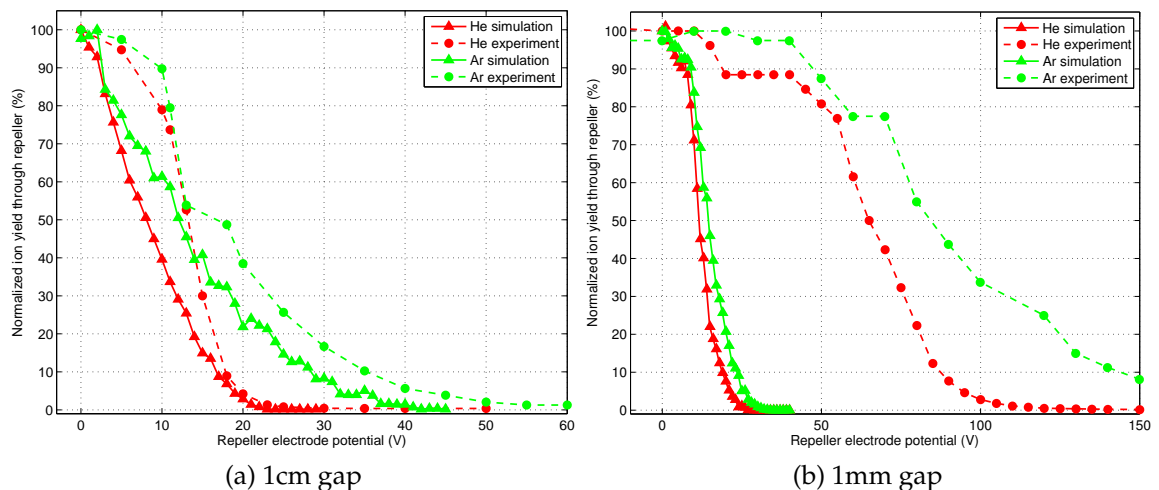 He simulation
He experiment
Ar simulation
Ar experiment
Normalized ion yield through repeller (%)
100
90
80
70
60
50
40
30
20
10
0
0 10 20 30 40 50 60
Repeller electrode potential (V)
(a) 1cm gap
He simulation
He experiment
Ar simulation
Ar experiment
Normalized ion yield through repeller (%)
100
90
80
70
60
50
40
30
20
10
0
0 50 100 150
Repeller electrode potential (V)
(b) 1mm gap